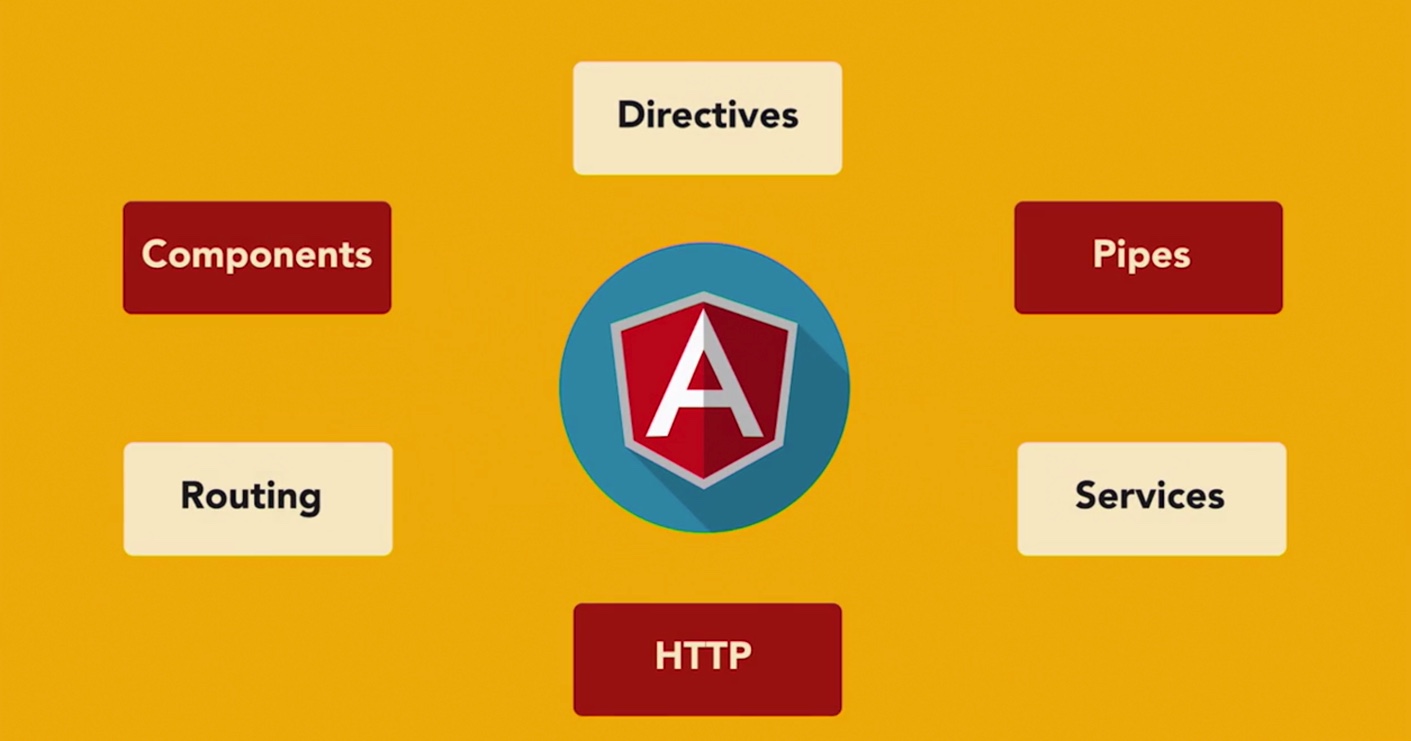 Directives
Components
Pipes
A
Routing
Services
HTTP